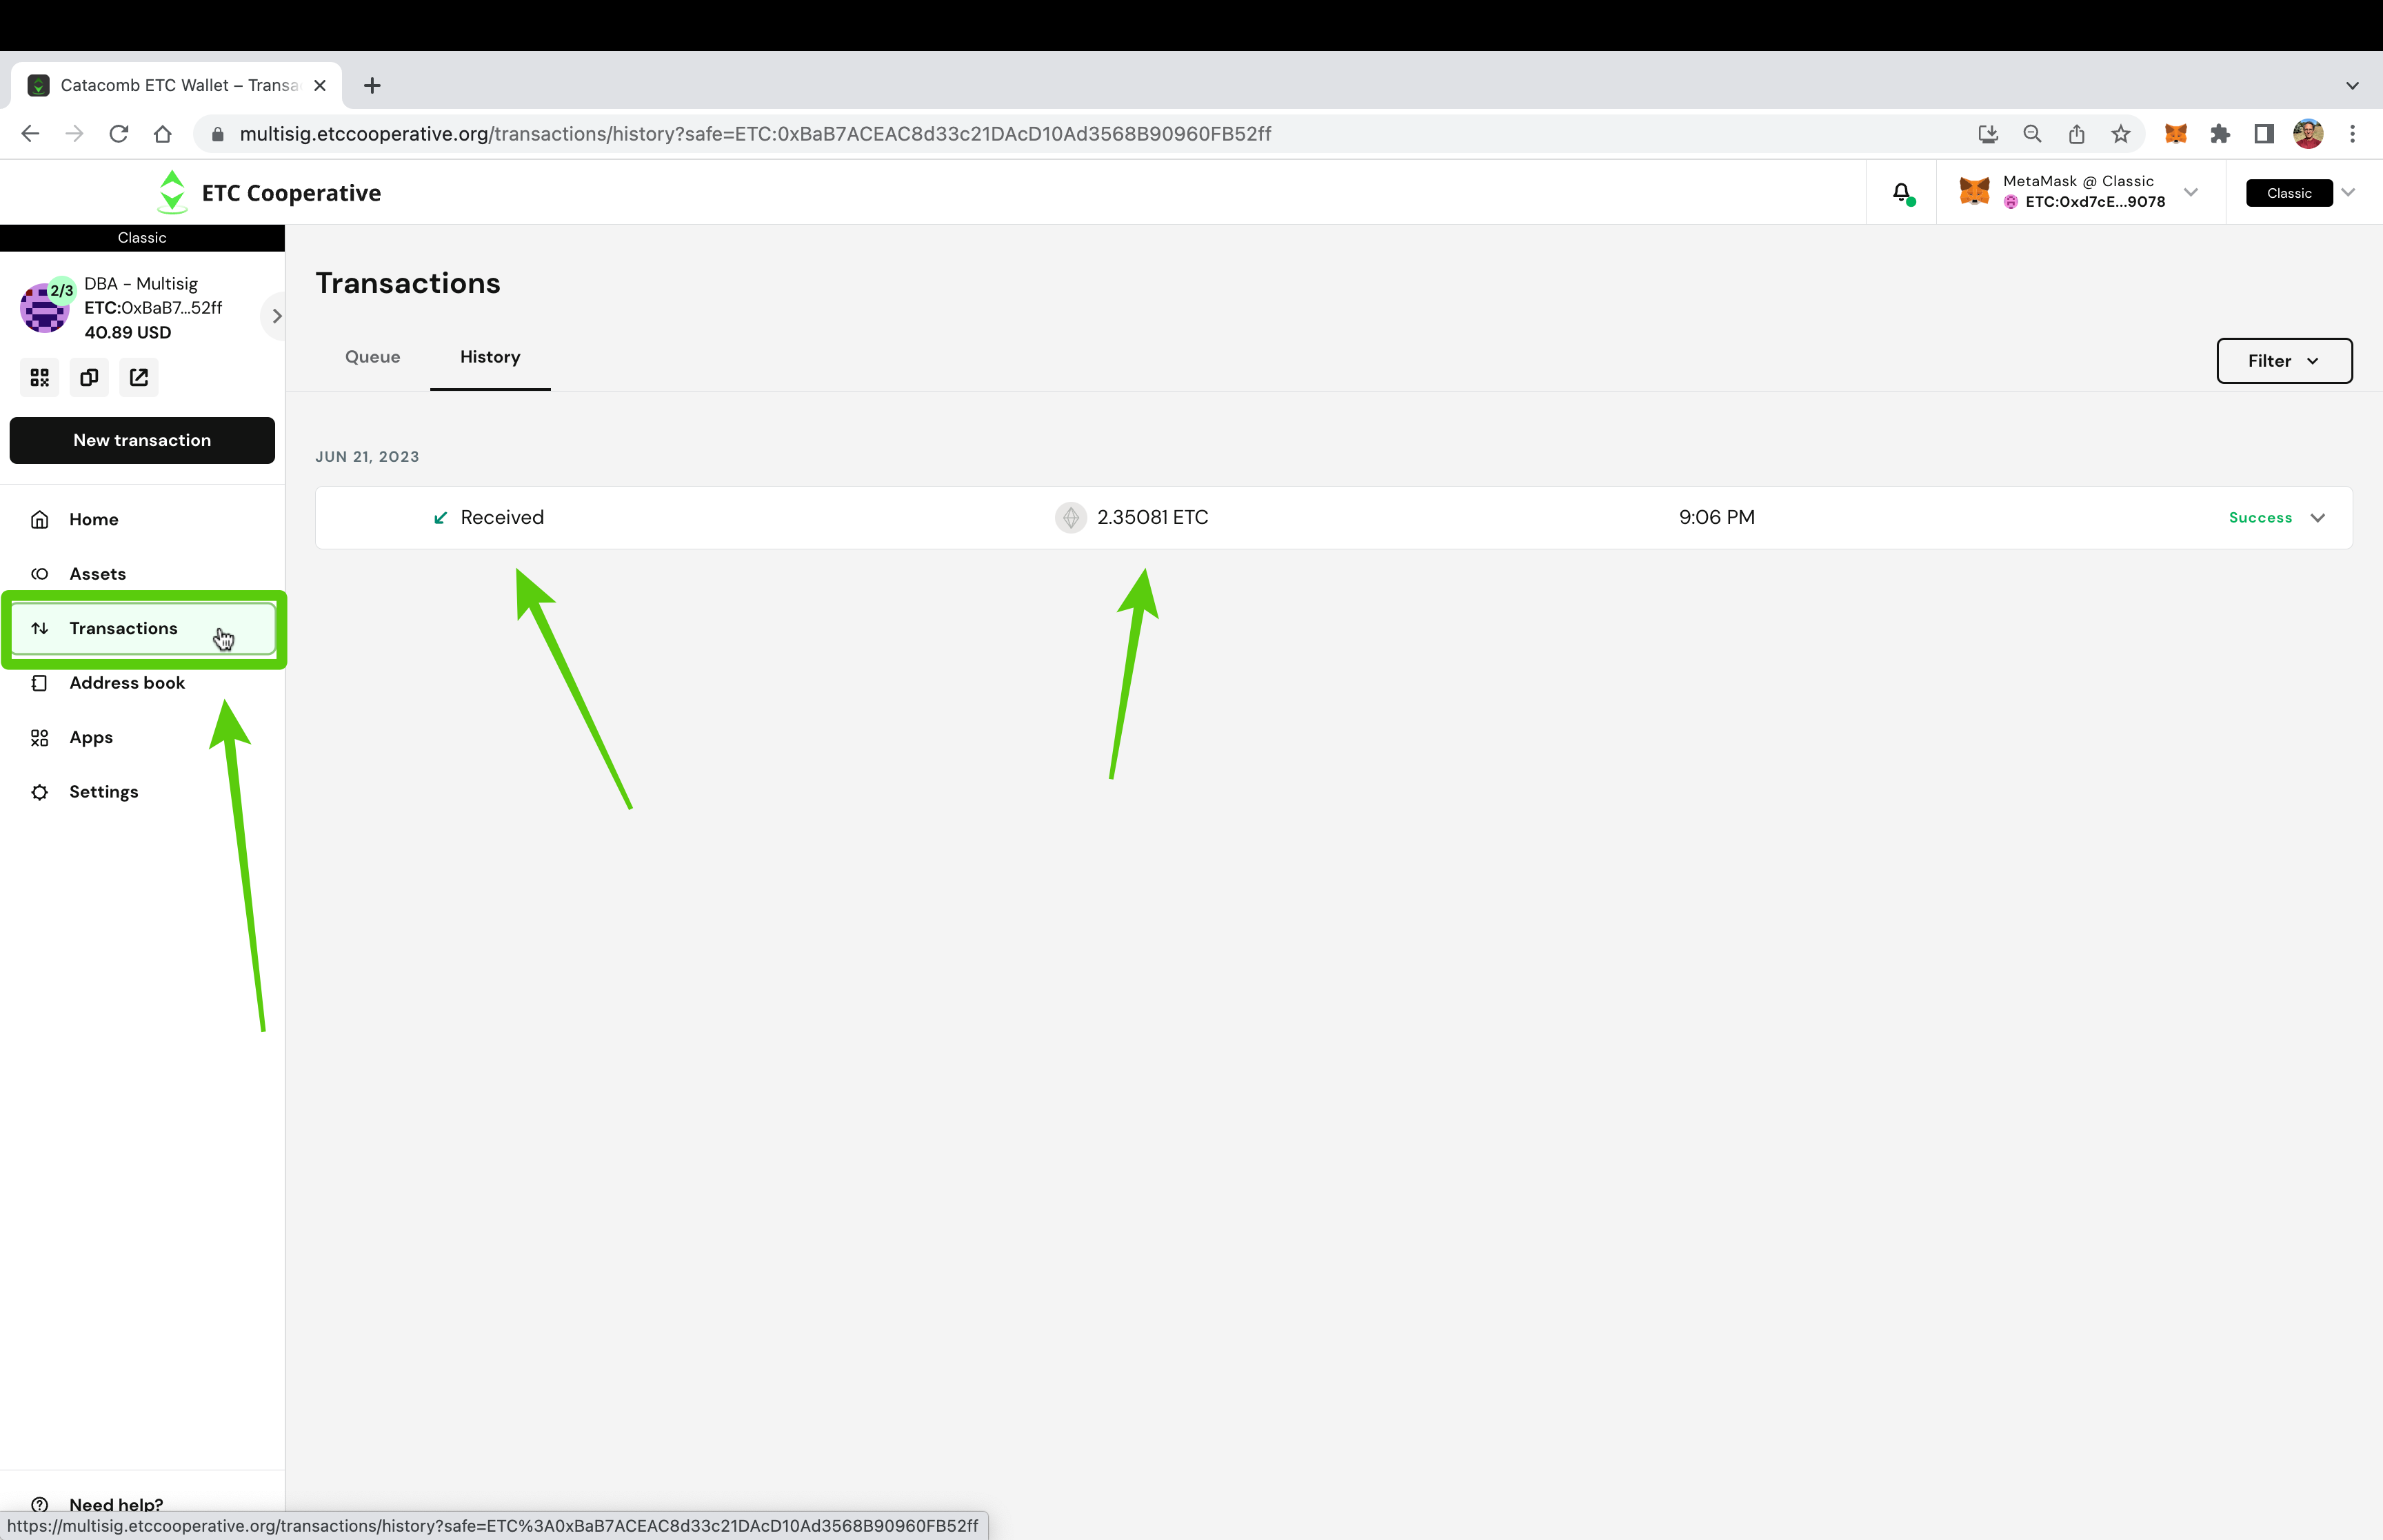 Catacomb ETC Wallet – Transa
multisig.etccooperative.org/transactions/history?safe=ETC:0xBaB7ACEAC8d33c21DAcD10Ad3568B90960FB52ff
ETC Cooperative
MetaMask @ Classic
ETC:0xd7cE...9078
Classic
Classic
2/3
DBA - Multisig
ETC:0xBaB7...52ff
40.89 USD
New transaction
Home
Assets
Transactions
Address book
Apps
Settings
Need help?
Transactions
Queue
History
Filter
JUN 21, 2023
Received
2.35081 ETC
9:06 PM
Success
https://multisig.etccooperative.org/transactions/history?safe=ETC%3A0xBaB7ACEAC8d33c21DAcD10Ad3568B90960FB52ff